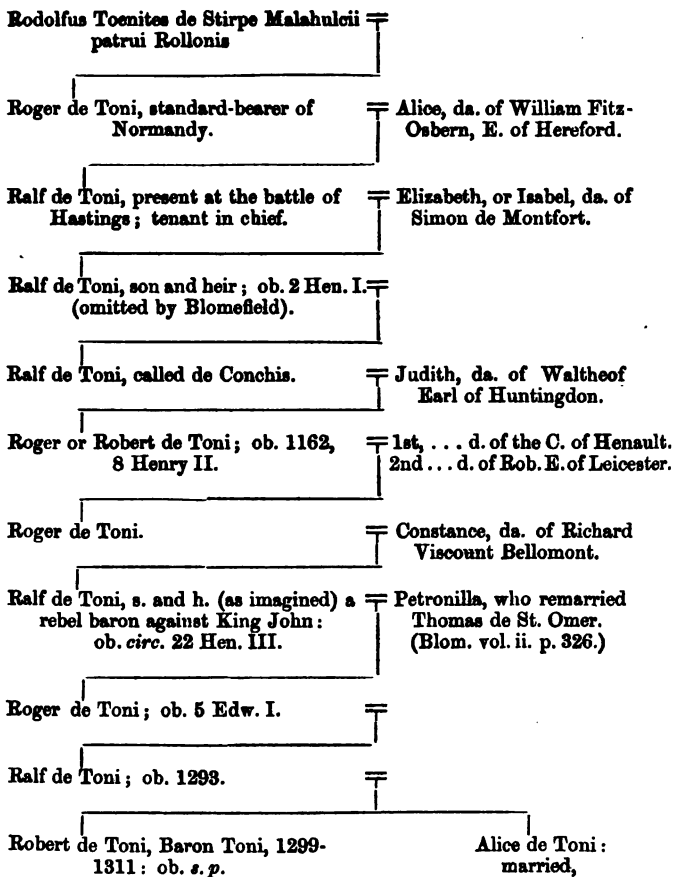 Rodolfus Toenites de Stirpe Malahulcii
patrui Rollonis
Roger de Toni, standard-bearer of
Normandy.
Alice, da. of William Fitz-
Osbern, E. of Hereford.
Ralf de Toni, present at the battle of
Hastings; tenant in chief.
Elizabeth, or Isabel, da. of
Simon de Montfort.
Ralf de Toni, son and heir; ob. 2 Hen. I.
(omitted by Blomefield).
Ralf de Toni, called de Conchis.
Judith, da. of Waltheof
Earl of Huntingdon.
Roger or Robert de Toni; ob. 1162,
8 Henry II.
1st, ... d. of the C. of Henault.
2nd ... d. of Rob. E. of Leicester.
Roger de Toni.
Constance, da. of Richard
Viscount Bellomont.
Ralf de Toni, s. and h. (as imagined) a
rebel baron against King John:
ob. circ. 22 Hen. III.
Petronilla, who remarried
Thomas de St. Omer.
(Blom. vol. ii. p. 326.)
Roger de Toni; ob. 5 Edw. I.
Ralf de Toni; ob. 1293.
Robert de Toni, Baron Toni, 1299-
1311: ob. s. p.
Alice de Toni:
married,